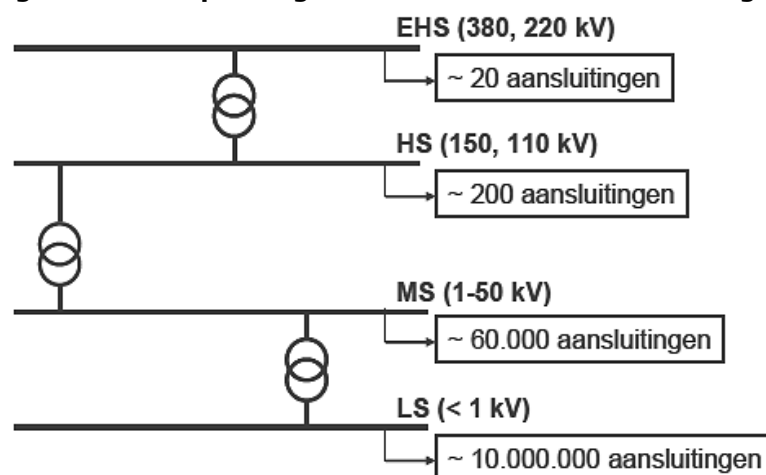 EHS (380, 220 kV)
~ 20 aansluitingen
HS (150, 110 kV)
~ 200 aansluitingen
MS (1-50 kV)
~ 60.000 aansluitingen
LS (< 1 kV)
~ 10.000.000 aansluitingen